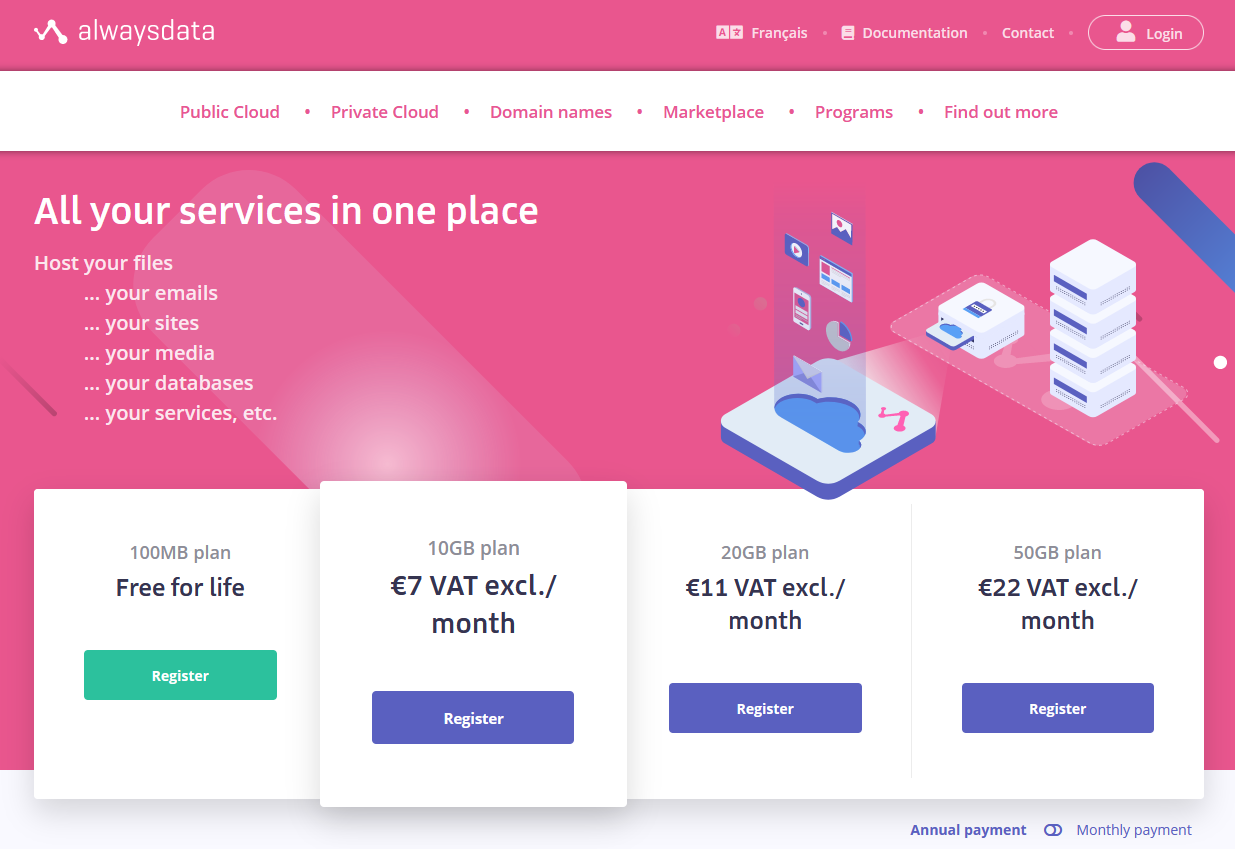 alwaysdata
Français • Documentation • Contact • Login
Public Cloud • Private Cloud • Domain names • Marketplace • Programs • Find out more
All your services in one place
Host your files
... your emails
... your sites
... your media
... your databases
... your services, etc.
100MB plan
Free for life
Register
10GB plan
€7 VAT excl./
month
Register
20GB plan
€11 VAT excl./
month
Register
50GB plan
€22 VAT excl./
month
Register
Annual payment Monthly payment